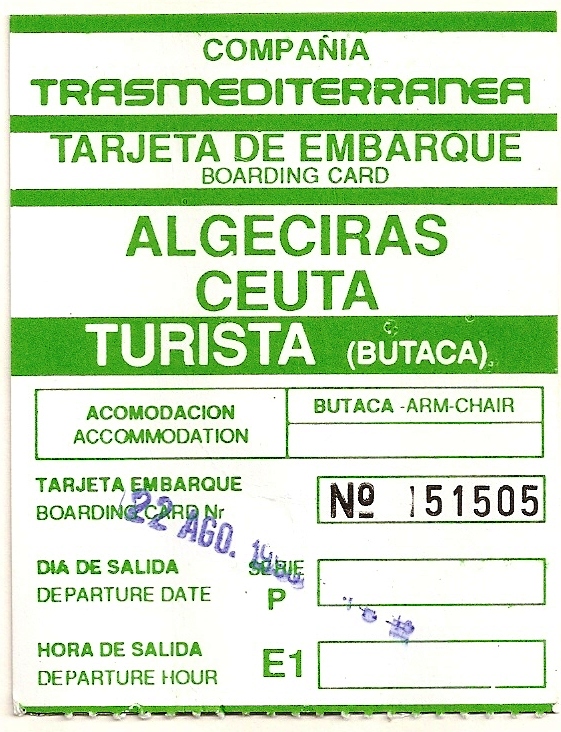 COMPAÑIA
TRASMEDITERRANEA
TARJETA DE EMBARQUE
BOARDING CARD
ALGECIRAS
CEUTA
TURISTA (BUTACA)
ACOMODACION
ACCOMMODATION
BUTACA -ARM-CHAIR
TARJETA EMBARQUE
BOARDING CARD Nr
Nº 151505
22 AGO.
DIA DE SALIDA
DEPARTURE DATE
SERIE
P
HORA DE SALIDA
DEPARTURE HOUR
E1